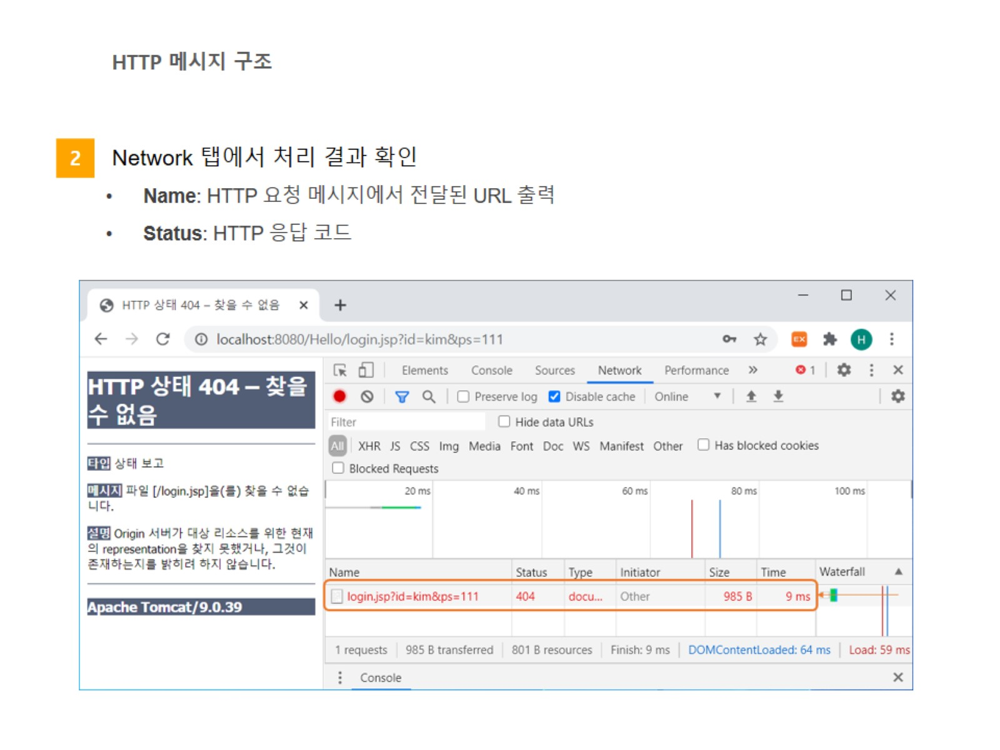 HTTP 메시지 구조
2
Network 탭에서 처리 결과 확인
• Name: HTTP 요청 메시지에서 전달된 URL 출력
• Status: HTTP 응답 코드
HTTP 상태 404 – 찾을 수 없음
localhost:8080/Hello/login.jsp?id=kim&ps=111
EX
H
HTTP 상태 404 – 찾을
수 없음
타입 상태 보고
메시지 파일 [/login.jsp]을(를) 찾을 수 없습
니다.
설명 Origin 서버가 대상 리소스를 위한 현재
의 representation을 찾지 못했거나, 그것이
존재하는지를 밝히려 하지 않습니다.
Apache Tomcat/9.0.39
Elements Console Sources Network Performance » 1
Preserve log Disable cache Online
Filter Hide data URLs
All XHR JS CSS Img Media Font Doc WS Manifest Other Has blocked cookies
Blocked Requests
20 ms 40 ms 60 ms 80 ms 100 ms
Name Status Type Initiator Size Time Waterfall
login.jsp?id=kim&ps=111 404 docu... Other 985 B 9 ms
1 requests 985 B transferred 801 B resources Finish: 9 ms DOMContentLoaded: 64 ms Load: 59 ms
Console